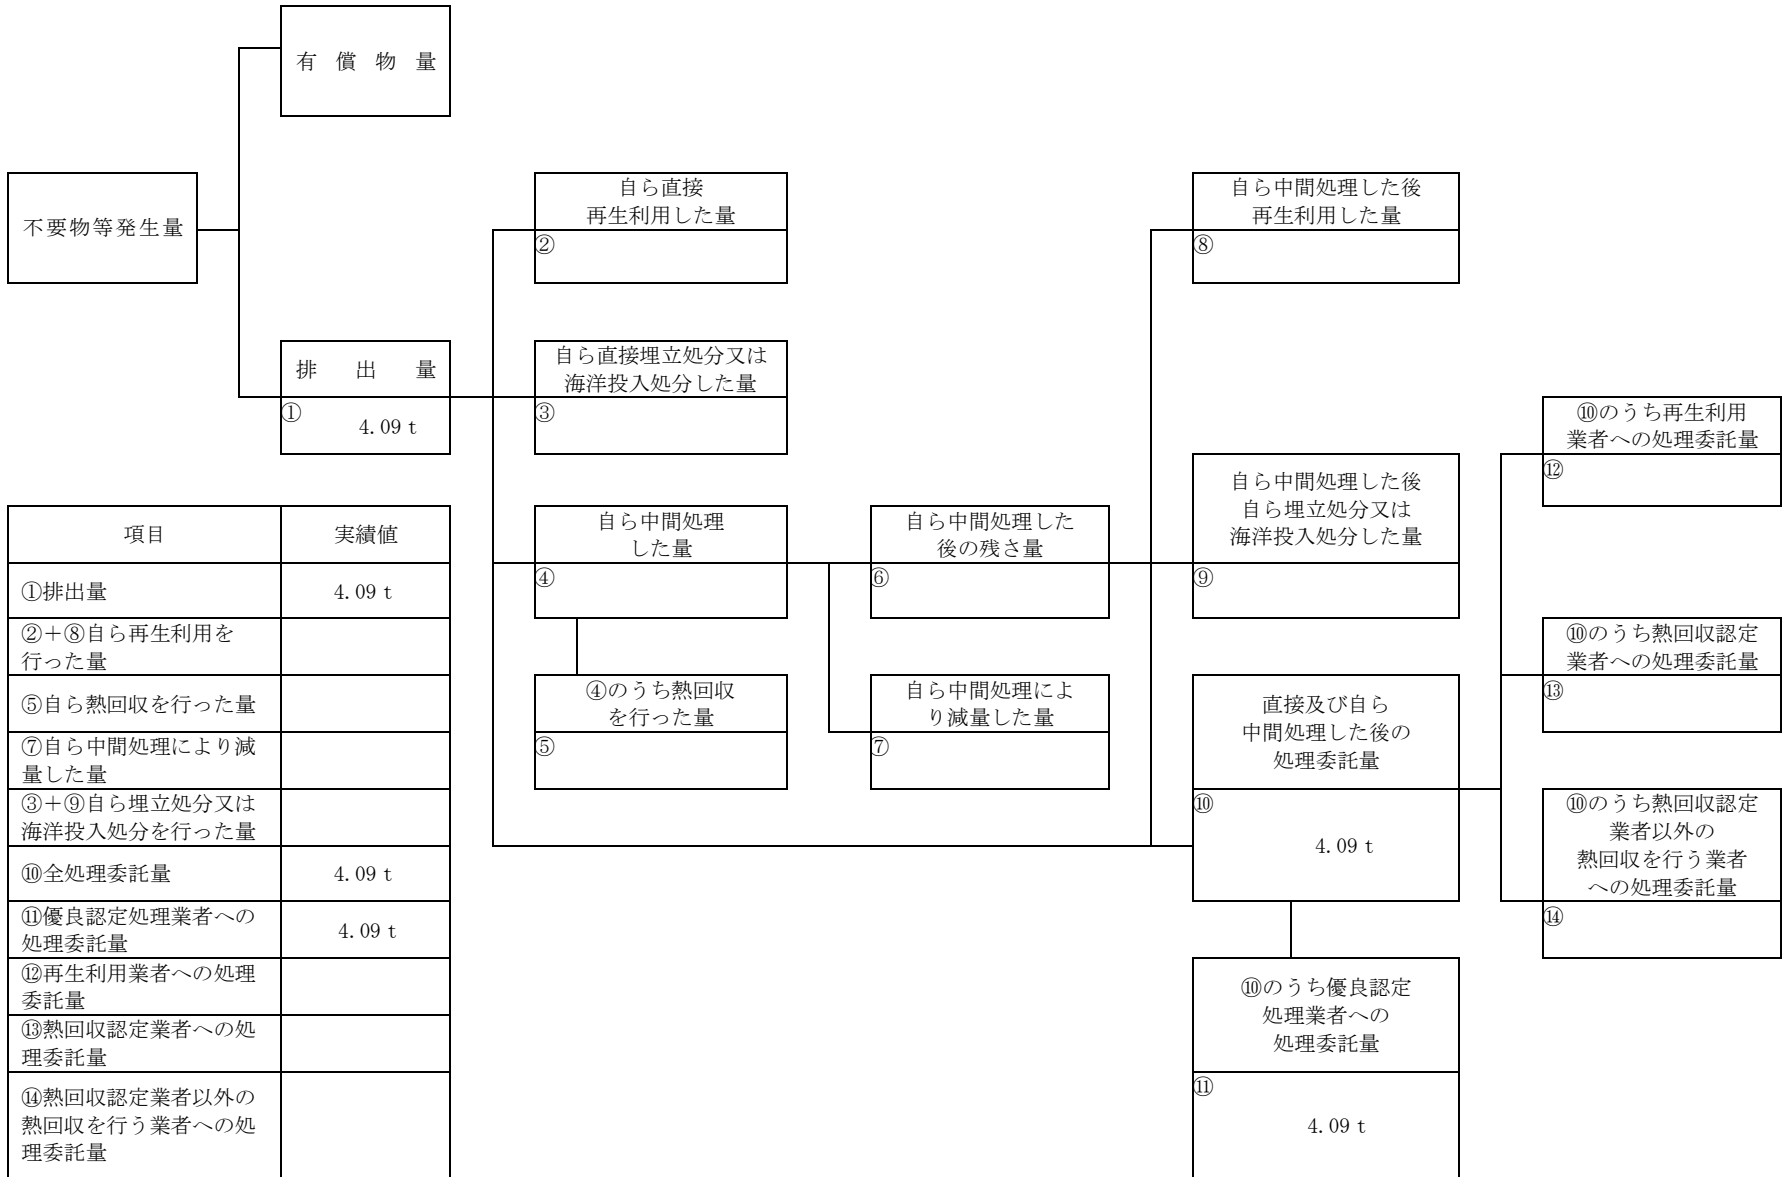 有償物量
不要物等発生量
排出量
①
4.09 t
自ら直接
再生利用した量
②
自ら直接埋立処分又は
海洋投入処分した量
③
自ら中間処理
した量
④
④のうち熱回収
を行った量
⑤
自ら中間処理した
後の残さ量
⑥
自ら中間処理によ
り減量した量
⑦
自ら中間処理した後
再生利用した量
⑧
自ら中間処理した後
自ら埋立処分又は
海洋投入処分した量
⑨
直接及び自ら
中間処理した後の
処理委託量
⑩
4.09 t
⑩のうち優良認定
処理業者への
処理委託量
⑪
4.09 t
⑩のうち再生利用
業者への処理委託量
⑫
⑩のうち熱回収認定
業者への処理委託量
⑬
⑩のうち熱回収認定
業者以外の
熱回収を行う業者
への処理委託量
⑭
項目 実績値
①排出量 4.09 t
②+⑧自ら再生利用を
行った量
⑤自ら熱回収を行った量
⑦自ら中間処理により減
量した量
③+⑨自ら埋立処分又は
海洋投入処分を行った量
⑩全処理委託量 4.09 t
⑪優良認定処理業者への
処理委託量 4.09 t
⑫再生利用業者への処理
委託量
⑬熱回収認定業者への処
理委託量
⑭熱回収認定業者以外の
熱回収を行う業者への処
理委託量